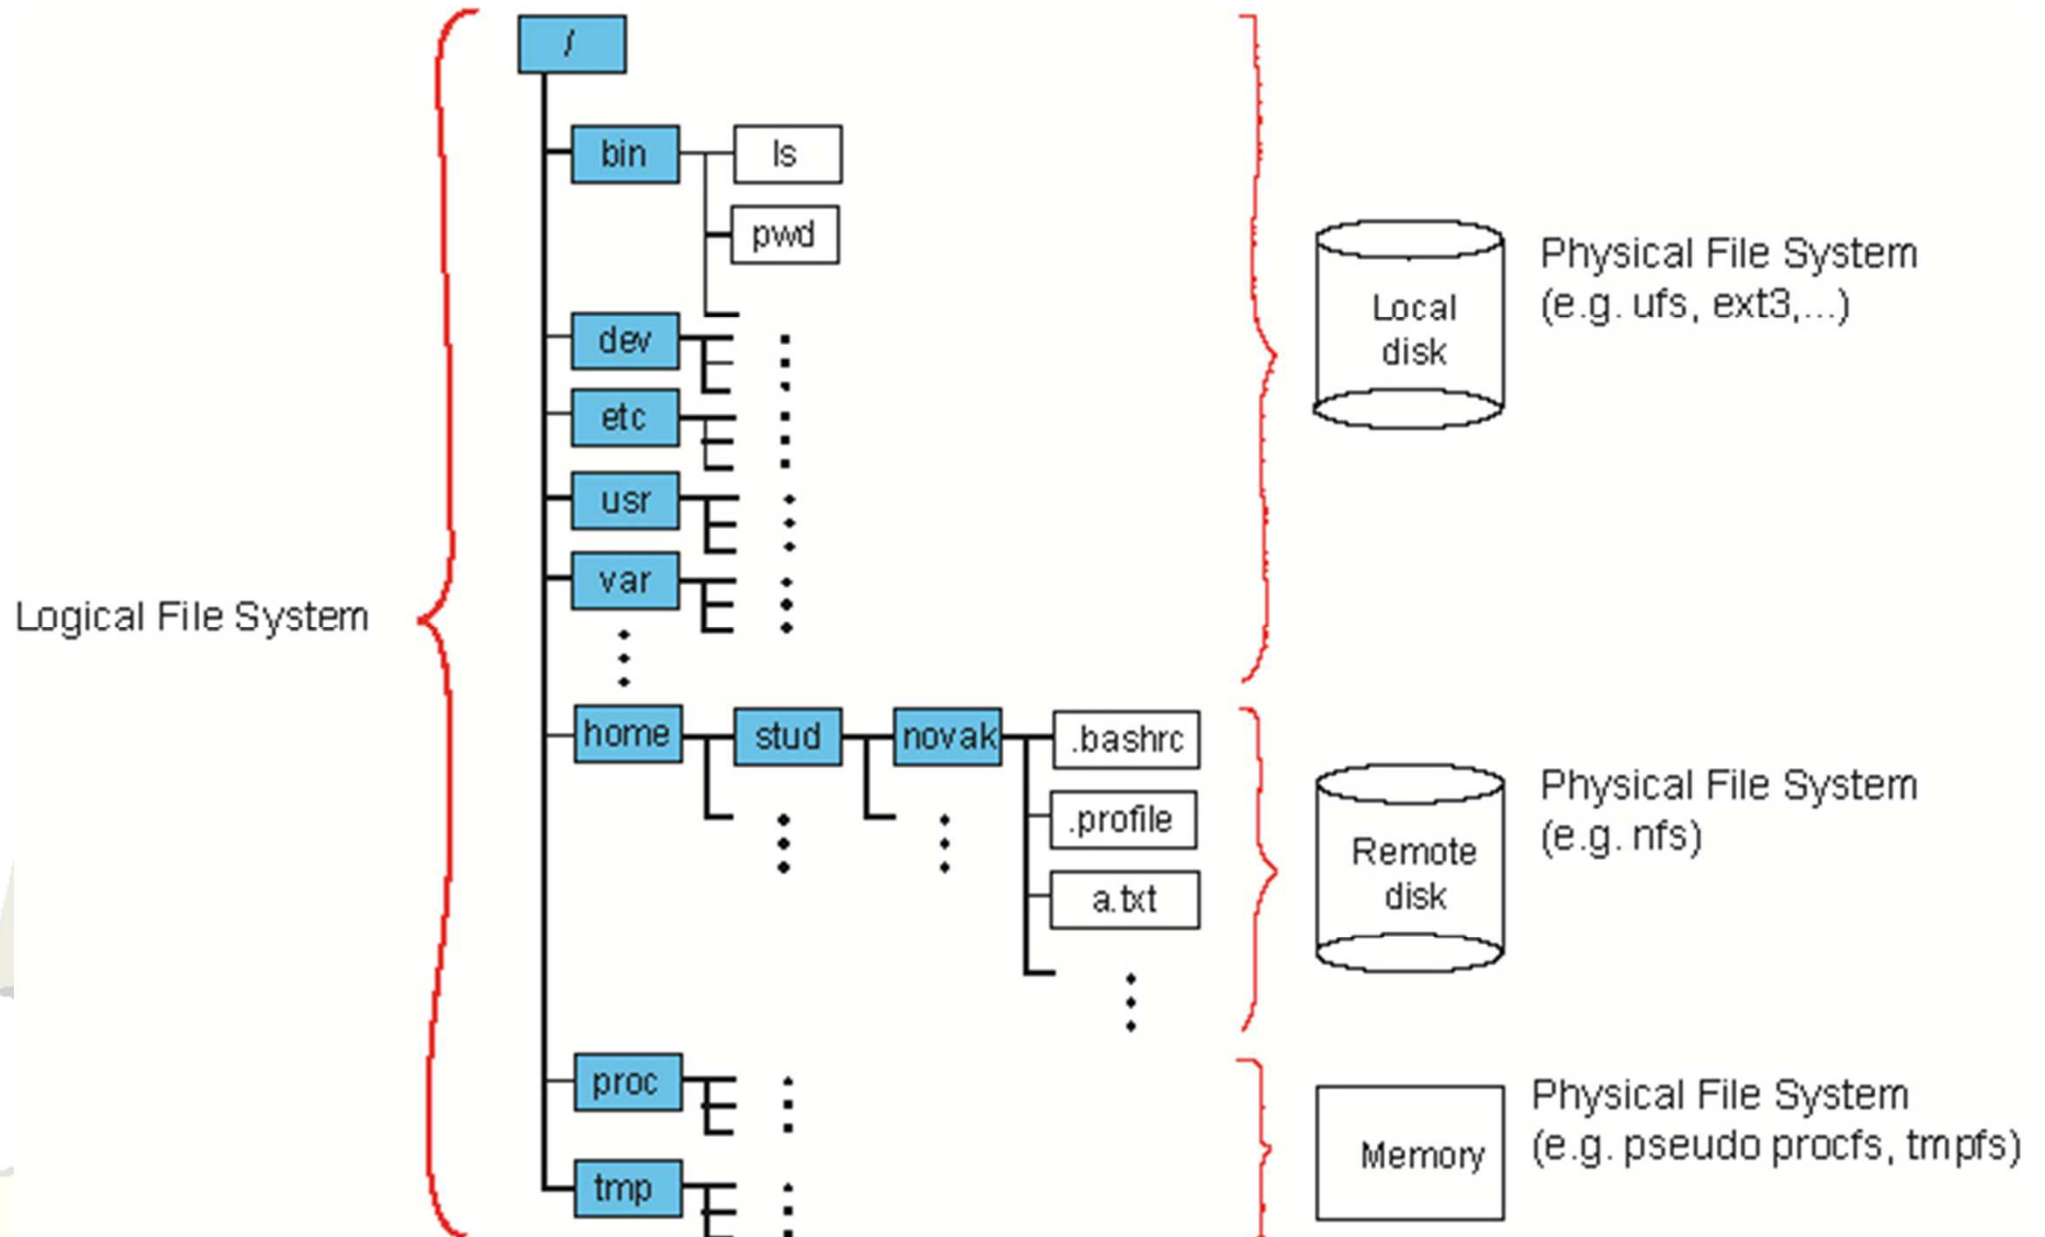 /
bin
ls
pwd
dev
etc
usr
var
Logical File System
home
stud
novak
.bashrc
.profile
a.txt
proc
tmp
Local
disk
Physical File System
(e.g. ufs, ext3,...)
Remote
disk
Physical File System
(e.g. nfs)
Memory
Physical File System
(e.g. pseudo procfs, tmpfs)